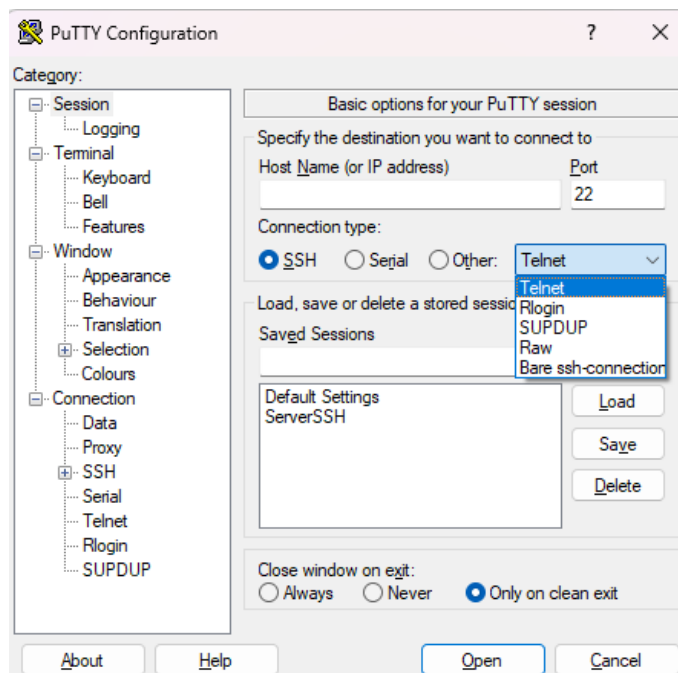 PuTTY Configuration ?
Category:
Session
Logging
Terminal
Keyboard
Bell
Features
Window
Appearance
Behaviour
Translation
Selection
Colours
Connection
Data
Proxy
SSH
Serial
Telnet
Rlogin
SUPDUP
Basic options for your PuTTY session
Specify the destination you want to connect to
Host Name (or IP address) Port
22
Connection type:
SSH Serial Other: Telnet
Telnet
Rlogin
SUPDUP
Raw
Bare ssh-connection
Load, save or delete a stored
Saved Sessions
Default Settings
ServerSSH
Load
Save
Delete
Close window on exit:
Always Never Only on clean exit
About Help Open Cancel